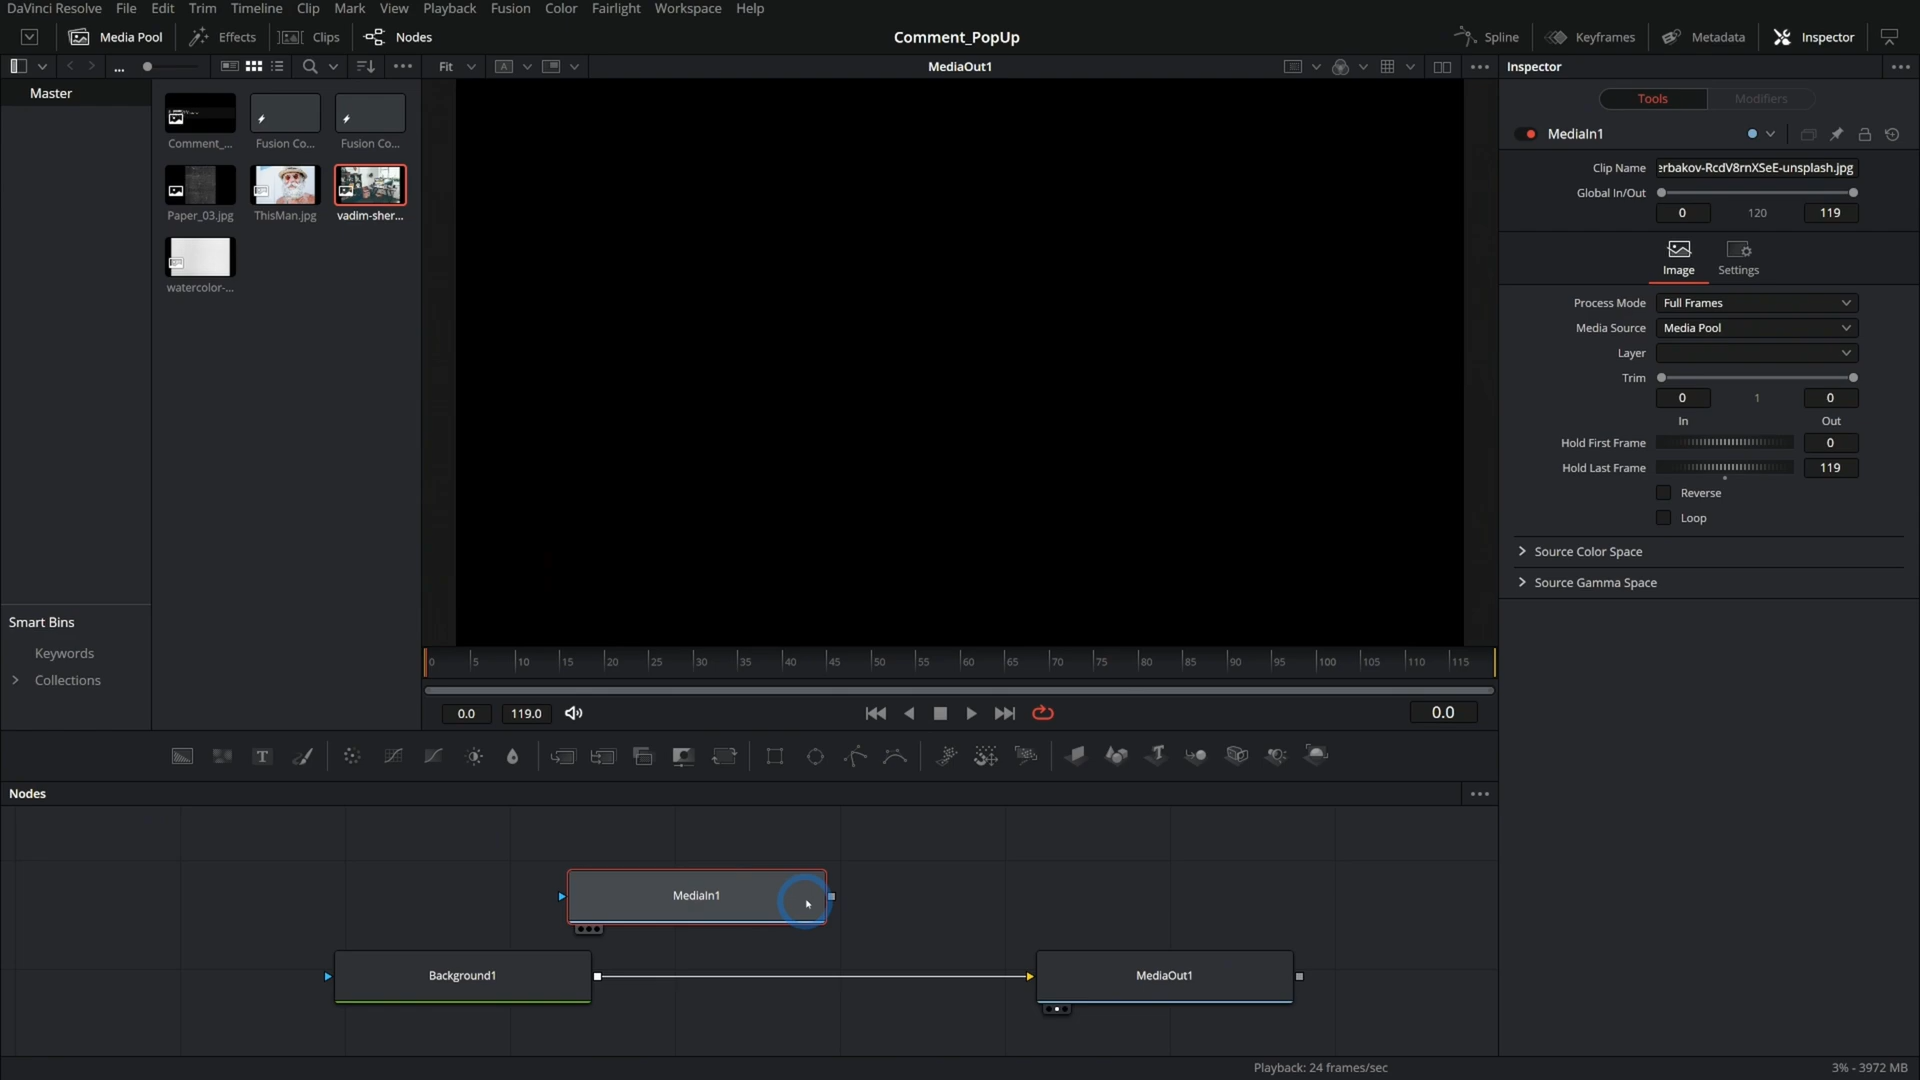 DaVinci Resolve File Edit Trim Timeline Clip Mark View Playback Fusion Color Fairlight Workspace Help
Media Pool Effects Clips Nodes Comment_PopUp Spline Keyframes Metadata Inspector
... Fit A MediaOut1 Inspector
Master
Comment_... Fusion Co... Fusion Co...
Paper_03.jpg ThisMan.jpg vadim-sher...
watercolor-...
Smart Bins
Keywords
Collections
Tools Modifiers
MediaIn1
Clip Name erbakov-RcdV8rnXSeE-unsplash.jpg
Global In/Out
0 120 119
Image Settings
Process Mode Full Frames
Media Source Media Pool
Layer
Trim
0 1 0
In Out
Hold First Frame 0
Hold Last Frame 119
Reverse
Loop
Source Color Space
Source Gamma Space
0 5 10 15 20 25 30 35 40 45 50 55 60 65 70 75 80 85 90 95 100 105 110 115
0.0 119.0 0.0
T T
Nodes
MediaIn1
Background1 MediaOut1
Playback: 24 frames/sec 3% - 3972 MB